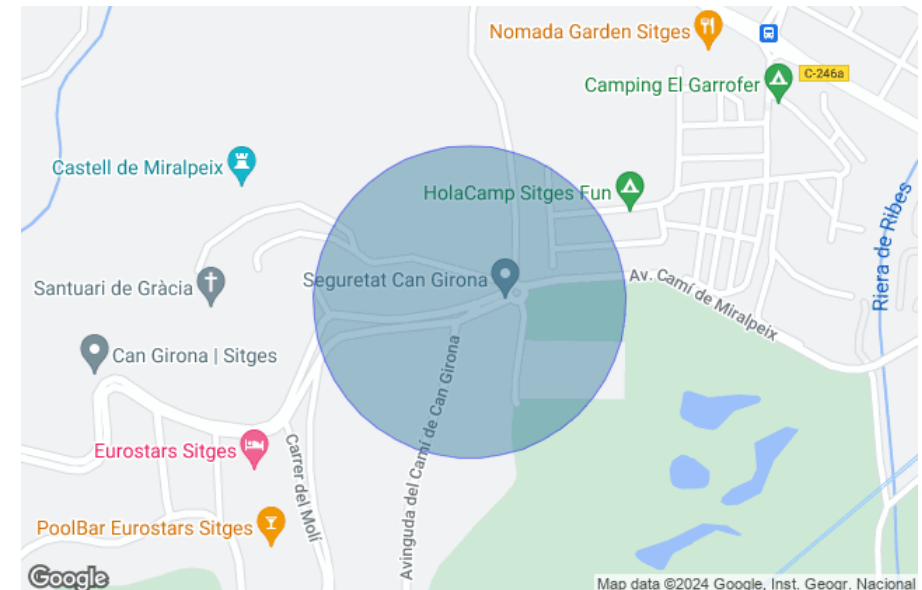 Nomada Garden Sitges
C-246a
Camping El Garrofer
Castell de Miralpeix
HolaCamp Sitges Fun
Riera de Ribes
Santuari de Gràcia
Seguretat Can Girona
Av. Camí de Miralpeix
Can Girona | Sitges
Avinguda del Camí de Can Girona
Eurostars Sitges
Carrer del Molí
PoolBar Eurostars Sitges
Google
Map data ©2024 Google, Inst. Geogr. Nacional